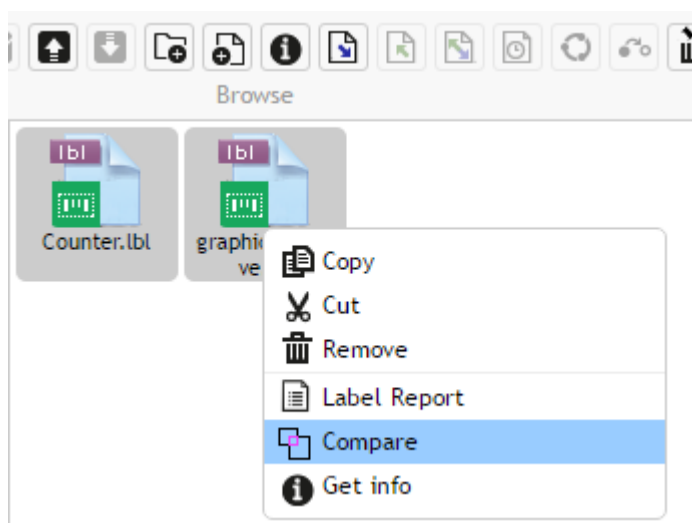 Browse
lbl
lbl
Counter.lbl
graphic
ve
Copy
Cut
Remove
Label Report
Compare
Get info